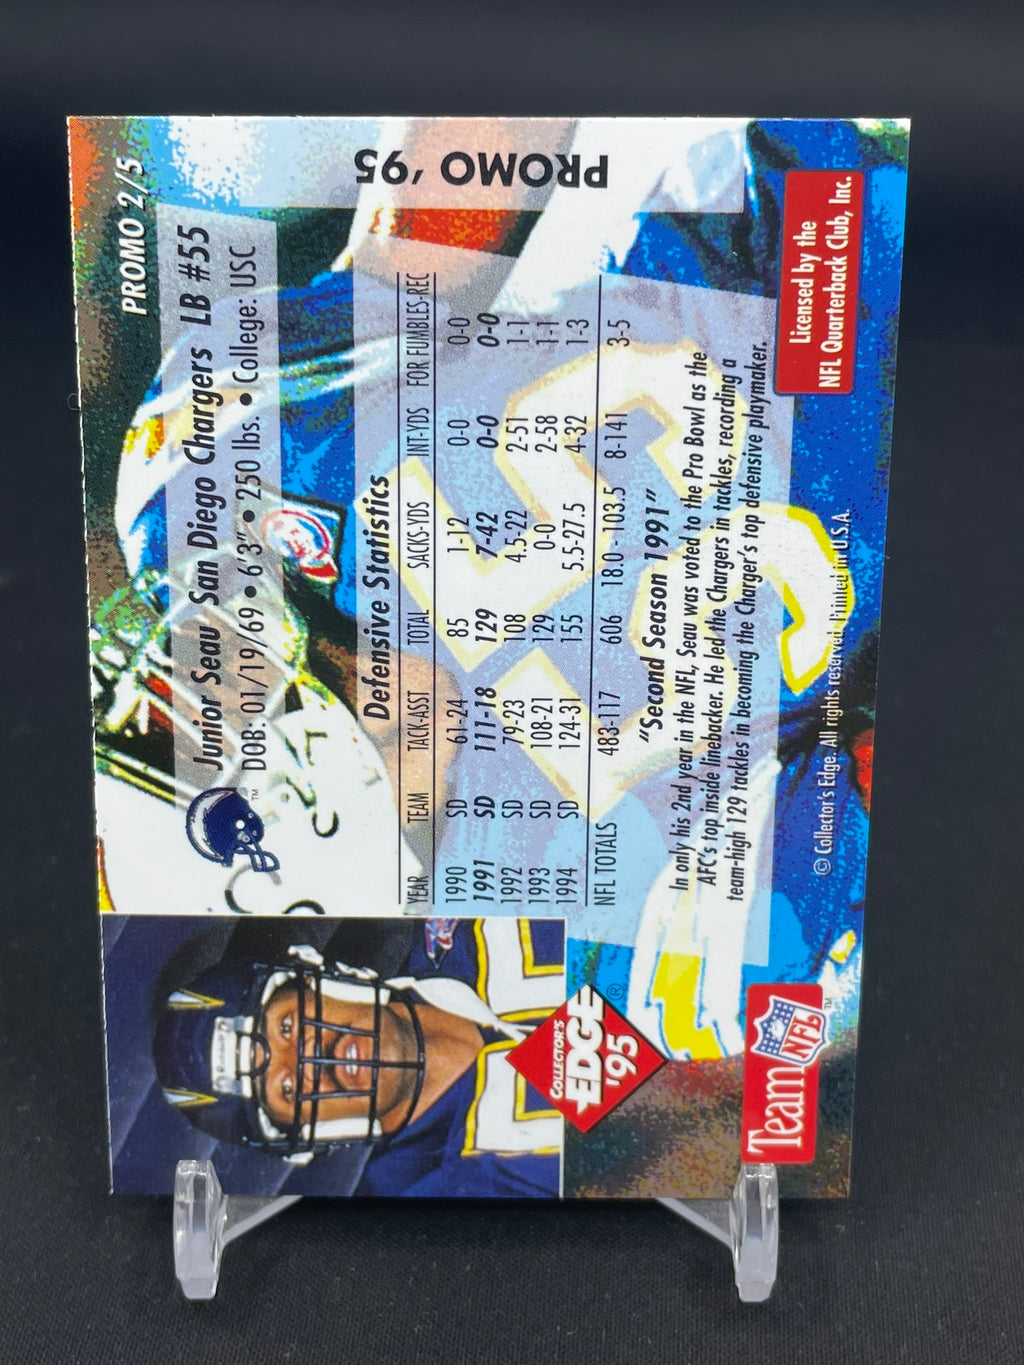 PROMO 2/5
PROMO '95
Junior Seau San Diego Chargers LB #55
DOB: 01/19/69 • 6'3" • 250 lbs. • College: USC
TM
Defensive Statistics
YEAR TEAM TACK-ASST TOTAL SACKS-YDS INT-YDS FOR FUMBLES-REC
1990 SD 61-24 85 1-12 0-0 0-0
1991 SD 111-18 129 7-42 0-0 0-0
1992 SD 79-23 108 4.5-22 2-51 1-1
1993 SD 108-21 129 0-0 2-58 1-1
1994 SD 124-31 155 5.5-27.5 4-32 1-3
NFL TOTALS 483-117 606 18.0 -103.5 8-141 3-5
"Second Season 1991"
In only his 2nd year in the NFL, Seau was voted to the Pro Bowl as the
AFC's top inside linebacker. He led the Chargers in tackles, recording a
team-high 129 tackles in becoming the Charger's top defensive playmaker.
Licensed by the
NFL Quarterback Club, Inc.
© Collector's Edge. All rights reserved. Printed in U.S.A.
COLLECTOR'S
EDGE ®
'95
Team NFL TM